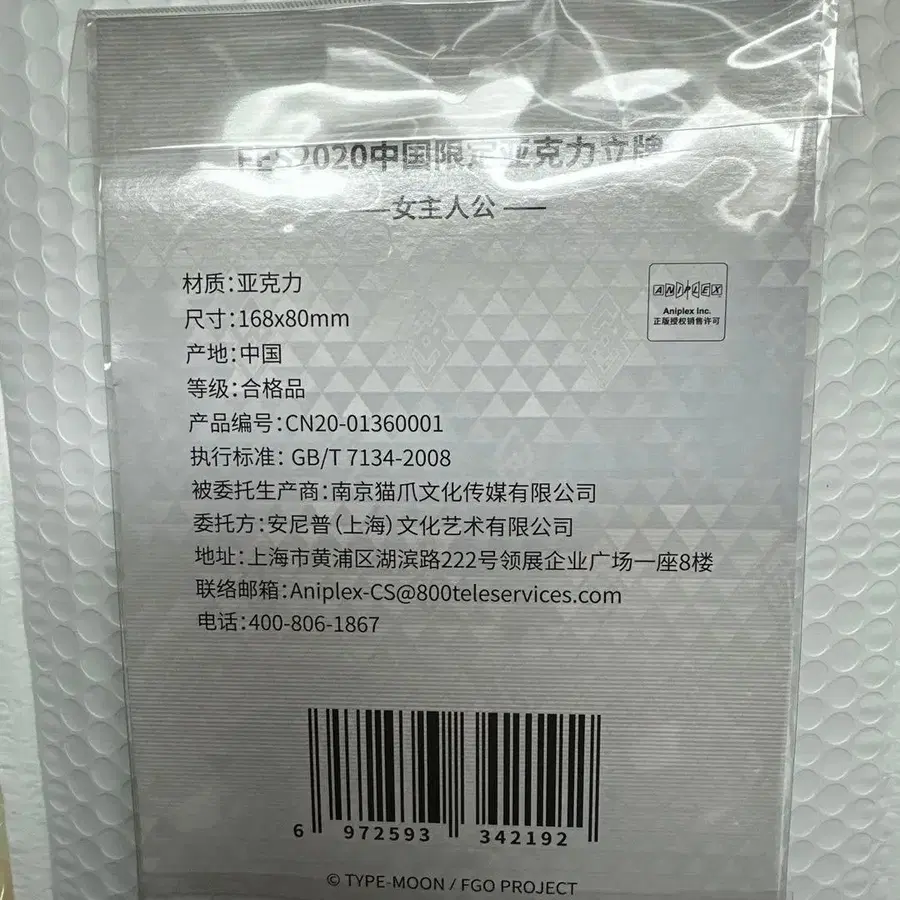 FES2020中国限定亚克力立牌
——女主人公——
材质:亚克力
尺寸:168x80mm
产地:中国
等级:合格品
产品编号:CN20-01360001
执行标准: GB/T 7134-2008
被委托生产商:南京猫爪文化传媒有限公司
委托方:安尼普(上海)文化艺术有限公司
地址:上海市黄浦区湖滨路222号领展企业广场一座8楼
联络邮箱:Aniplex-CS@800teleservices.com
电话:400-806-1867
ANIPLEX
Aniplex Inc.
正版授权销售许可
6 972593 342192
© TYPE-MOON / FGO PROJECT